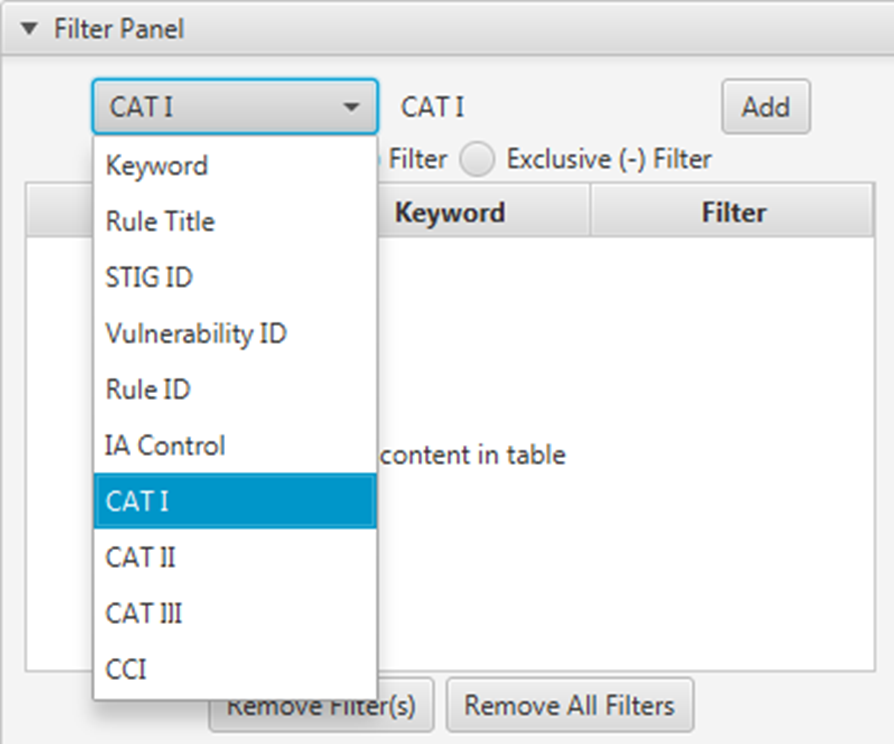 Filter Panel
CAT I CAT I Add
Keyword
Filter Exclusive (-) Filter
Rule Title
Keyword Filter
STIG ID
Vulnerability ID
Rule ID
IA Control
content in table
CAT I
CAT II
CAT III
CCI
Remove Filter(s) Remove All Filters